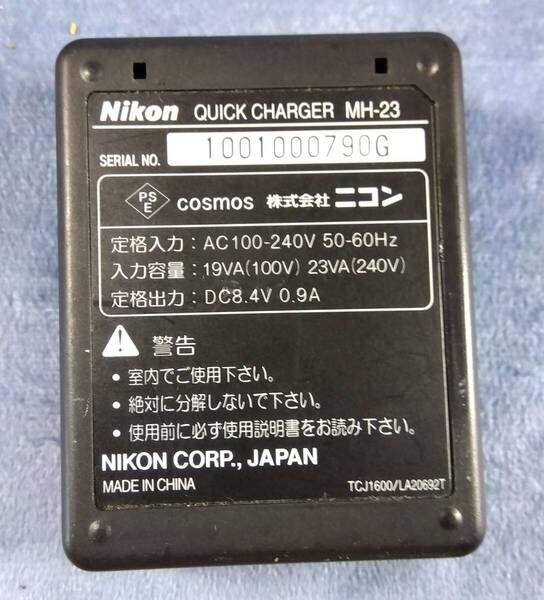 Nikon QUICK CHARGER MH-23
SERIAL NO. 1001000790G
PS E cosmos 株式会社 ニコン
定格入力 : AC100-240V 50-60Hz
入力容量 : 19VA(100V) 23VA(240V)
定格出力 : DC8.4V 0.9A
警告
• 室内でご使用下さい。
• 絶対に分解しないで下さい。
• 使用前に必ず使用説明書をお読み下さい。
NIKON CORP., JAPAN
MADE IN CHINA TCJ1600/LA20692T